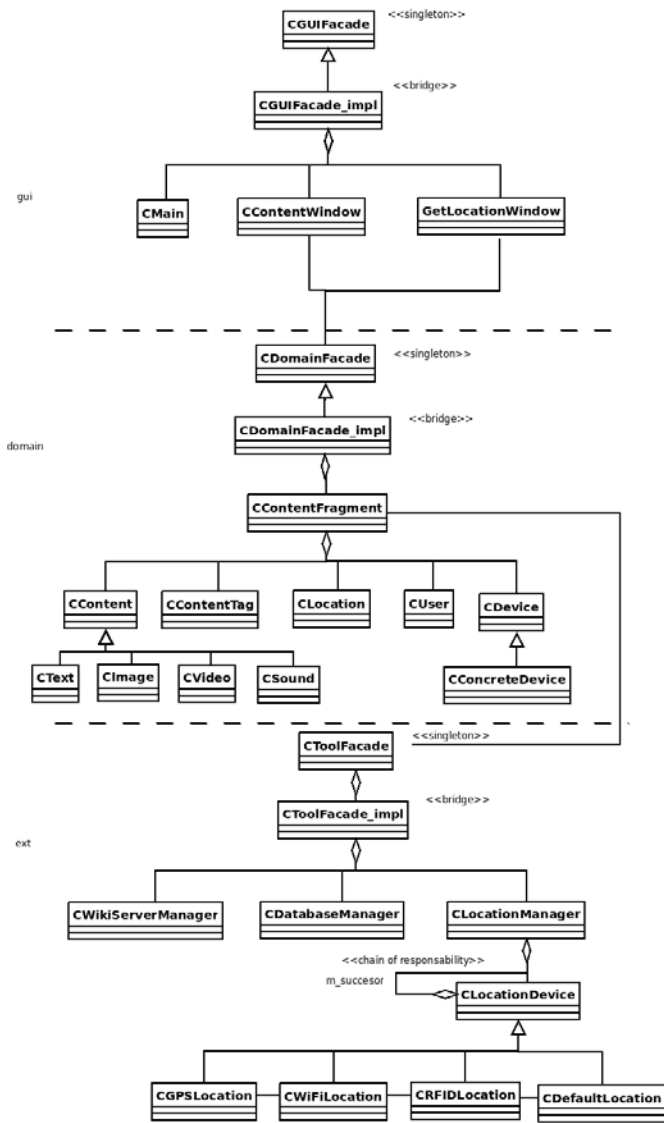 CGUIFacade
<<singleton>>
CGUIFacade_impl
<<bridge>>
gui
CMain
CContentWindow
GetLocationWindow
CDomainFacade
<<singleton>>
CDomainFacade_impl
<<bridge>>
domain
CContentFragment
CContent
CContentTag
CLocation
CUser
CDevice
CText
CImage
CVideo
CSound
CConcreteDevice
CToolFacade
<<singleton>>
CToolFacade_impl
<<bridge>>
ext
CWikiServerManager
CDatabaseManager
CLocationManager
<<chain of responsability>>
m_succesor
CLocationDevice
CGPSLocation
CWiFiLocation
CRFIDLocation
CDefaultLocation